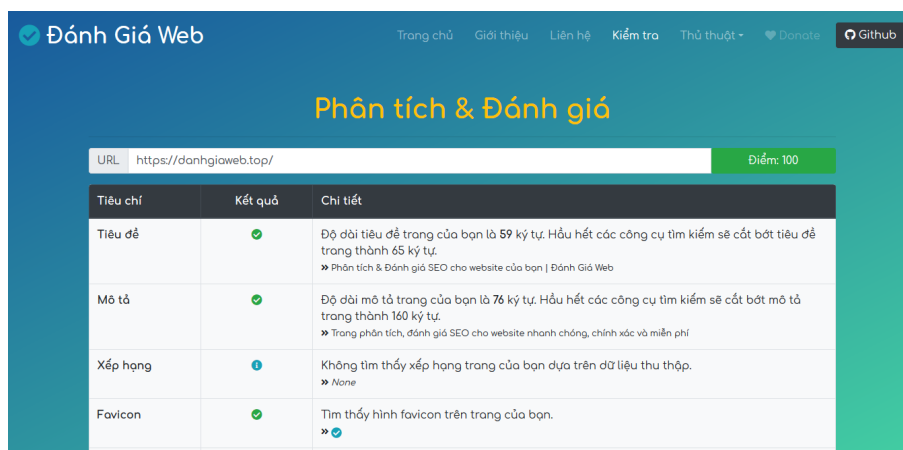 Đánh Giá Web
Trang chủ Giới thiệu Liên hệ Kiểm tra Thủ thuật Donate Github
Phân tích & Đánh giá
URL https://danhgiaweb.top/ Điểm: 100
Tiêu chí Kết quả Chi tiết
Tiêu đề
Độ dài tiêu đề trang của bạn là 59 ký tự. Hầu hết các công cụ tìm kiếm sẽ cắt bớt tiêu đề
trang thành 65 ký tự.
» Phân tích & Đánh giá SEO cho website của bạn | Đánh Giá Web
Mô tả
Độ dài mô tả trang của bạn là 76 ký tự. Hầu hết các công cụ tìm kiếm sẽ cắt bớt mô tả
trang thành 160 ký tự.
» Trang phân tích, đánh giá SEO cho website nhanh chóng, chính xác và miễn phí
Xếp hạng
Không tìm thấy xếp hạng trang của bạn dựa trên dữ liệu thu thập.
» None
Favicon
Tìm thấy hình favicon trên trang của bạn.
»